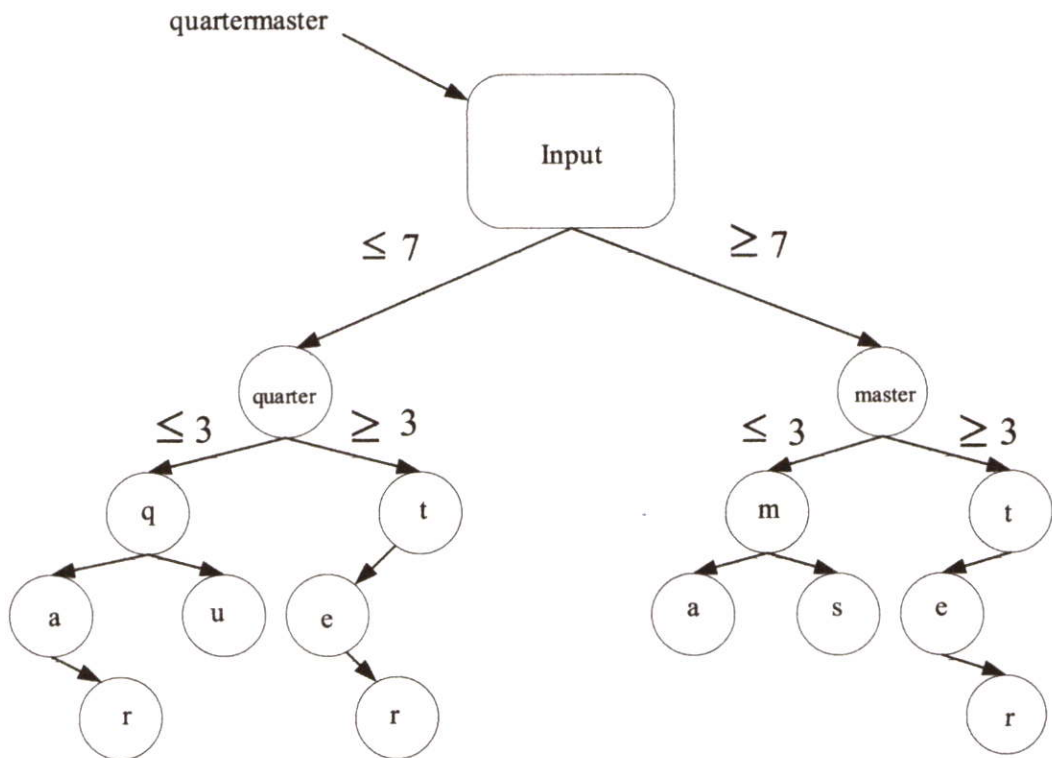 quartermaster
Input
≤ 7
≥ 7
quarter
master
≤ 3
≥ 3
≤ 3
≥ 3
q
t
m
t
a
u
e
a
s
e
r
r
r